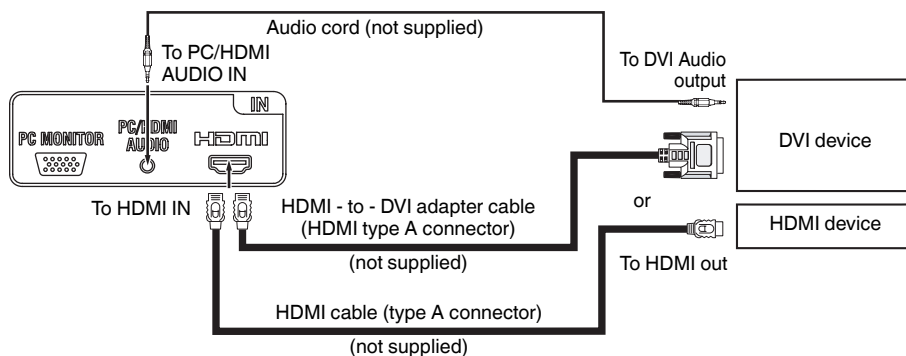 Audio cord (not supplied)
To PC/HDMI
AUDIO IN
To DVI Audio
output
IN
PC MONITOR
PC/HDMI
AUDIO
HDMI
DVI device
To HDMI IN
HDMI - to - DVI adapter cable
(HDMI type A connector)
(not supplied)
or
HDMI device
To HDMI out
HDMI cable (type A connector)
(not supplied)